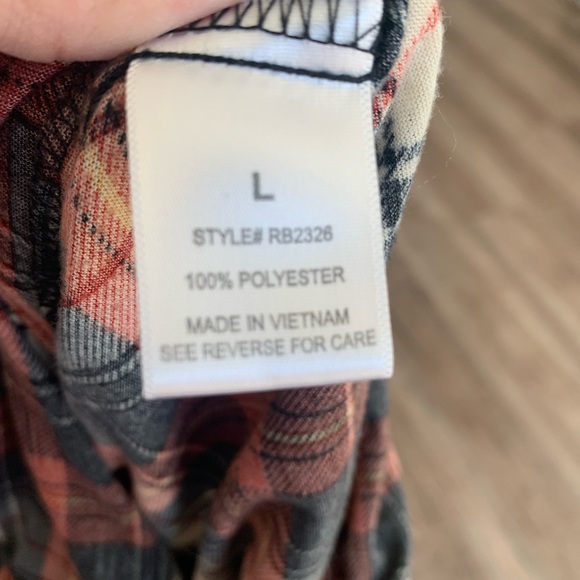 L
STYLE# RB2326
100% POLYESTER
MADE IN VIETNAM
SEE REVERSE FOR CARE